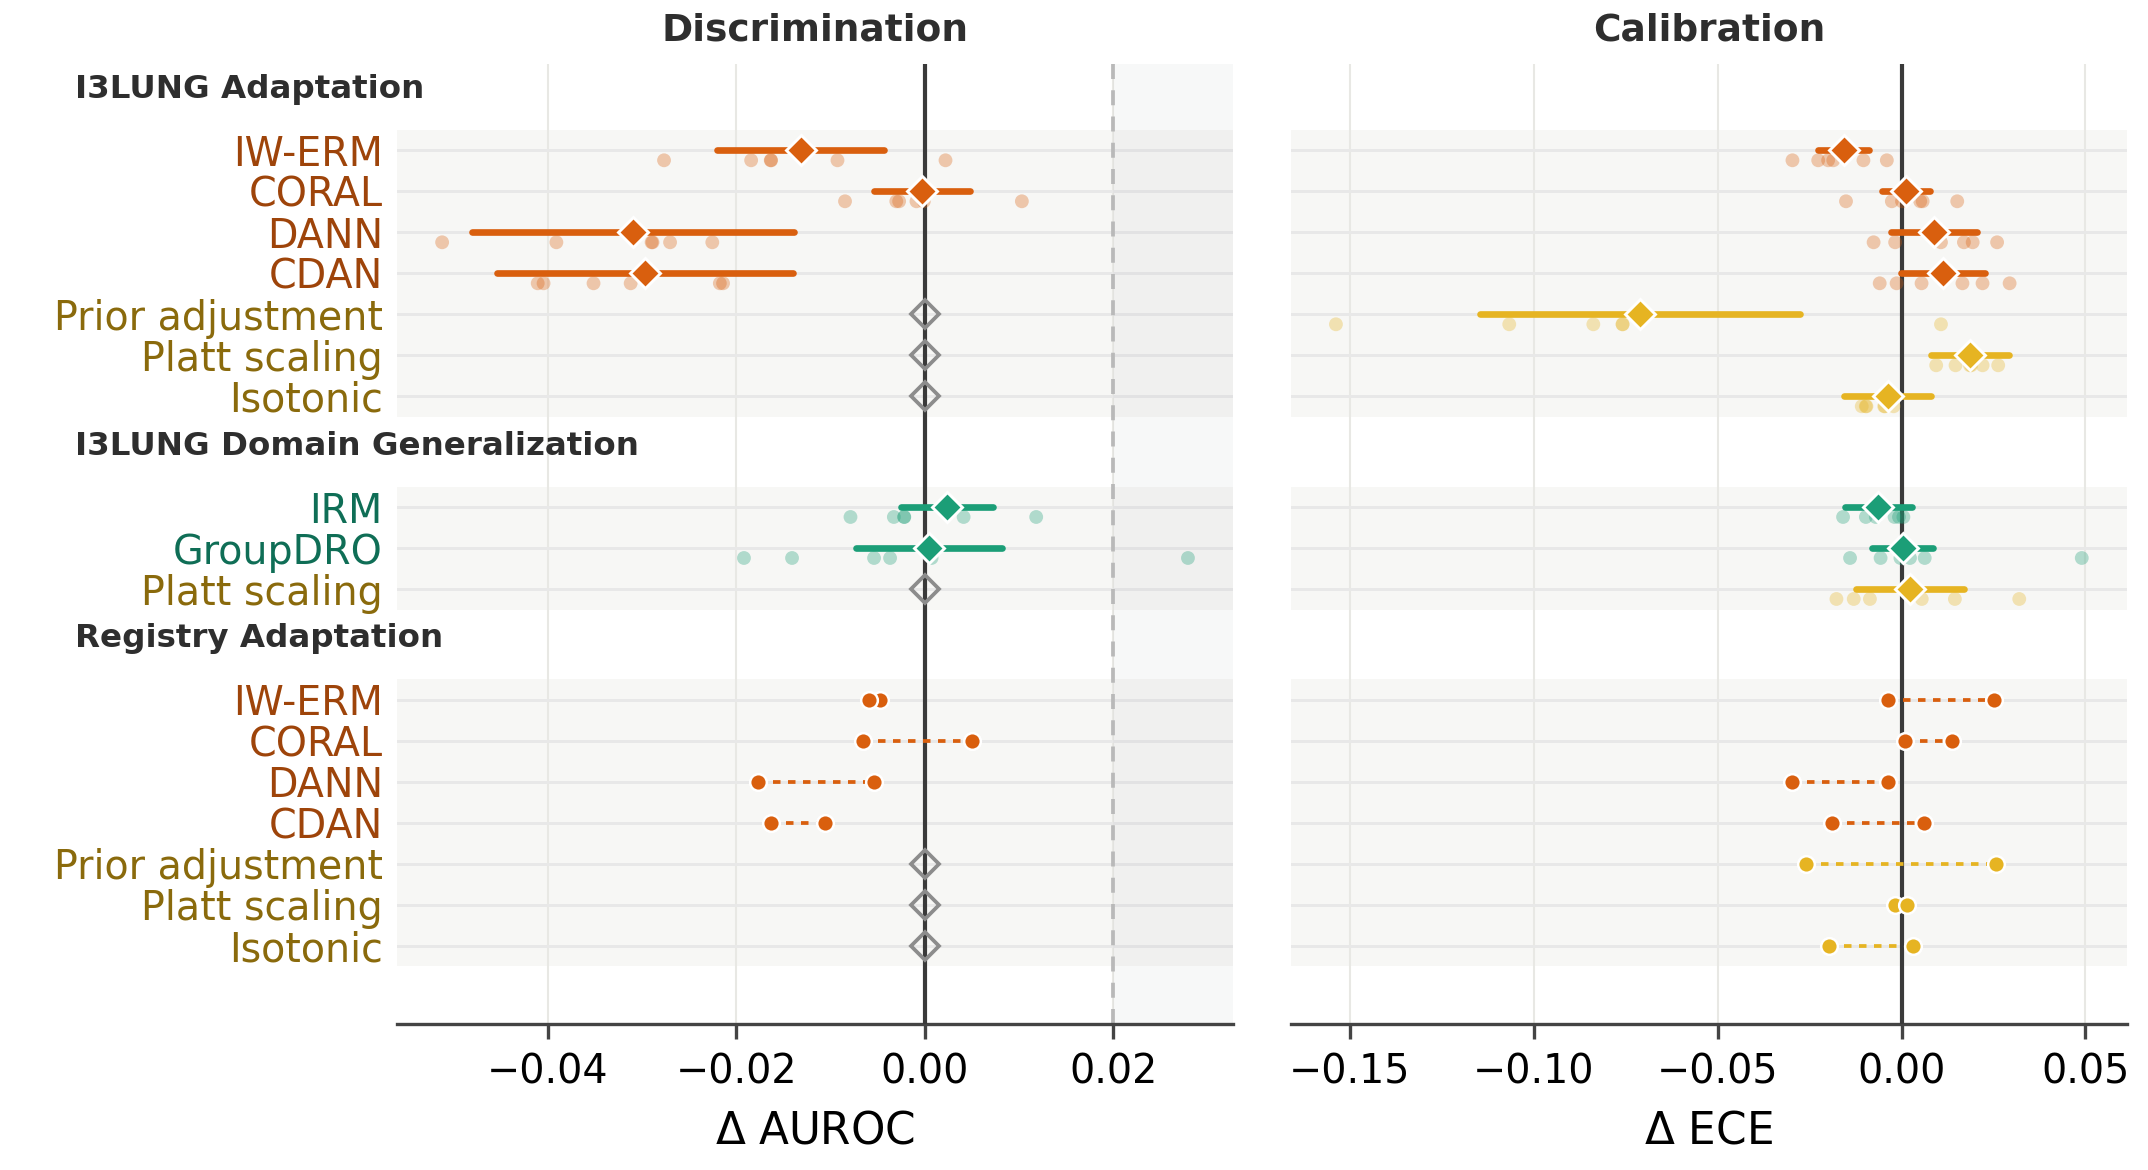 Discrimination
Calibration
I3LUNG Adaptation
IW-ERM
CORAL
DANN
CDAN
Prior adjustment
Platt scaling
Isotonic
I3LUNG Domain Generalization
IRM
GroupDRO
Platt scaling
Registry Adaptation
IW-ERM
CORAL
DANN
CDAN
Prior adjustment
Platt scaling
Isotonic
−0.04 −0.02 0.00 0.02
−0.15 −0.10 −0.05 0.00 0.05
Δ AUROC
Δ ECE